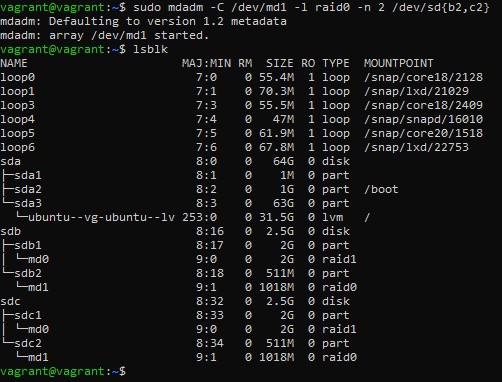 vagrant@vagrant:~$ sudo mdadm -C /dev/md1 -l raid0 -n 2 /dev/sd{b2,c2}
mdadm: Defaulting to version 1.2 metadata
mdadm: array /dev/md1 started.
vagrant@vagrant:~$ lsblk
NAME                      MAJ:MIN RM  SIZE RO TYPE  MOUNTPOINT
loop0                       7:0    0 55.4M  1 loop  /snap/core18/2128
loop1                       7:1    0 70.3M  1 loop  /snap/lxd/21029
loop3                       7:3    0 55.5M  1 loop  /snap/core18/2409
loop4                       7:4    0   47M  1 loop  /snap/snapd/16010
loop5                       7:5    0 61.9M  1 loop  /snap/core20/1518
loop6                       7:6    0 67.8M  1 loop  /snap/lxd/22753
sda                         8:0    0   64G  0 disk
├─sda1                      8:1    0    1M  0 part
├─sda2                      8:2    0    1G  0 part  /boot
└─sda3                      8:3    0   63G  0 part
  └─ubuntu--vg-ubuntu--lv 253:0    0 31.5G  0 lvm   /
sdb                         8:16   0  2.5G  0 disk
├─sdb1                      8:17   0    2G  0 part
│ └─md0                     9:0    0    2G  0 raid1
└─sdb2                      8:18   0  511M  0 part
  └─md1                     9:1    0 1018M  0 raid0
sdc                         8:32   0  2.5G  0 disk
├─sdc1                      8:33   0    2G  0 part
│ └─md0                     9:0    0    2G  0 raid1
└─sdc2                      8:34   0  511M  0 part
  └─md1                     9:1    0 1018M  0 raid0
vagrant@vagrant:~$